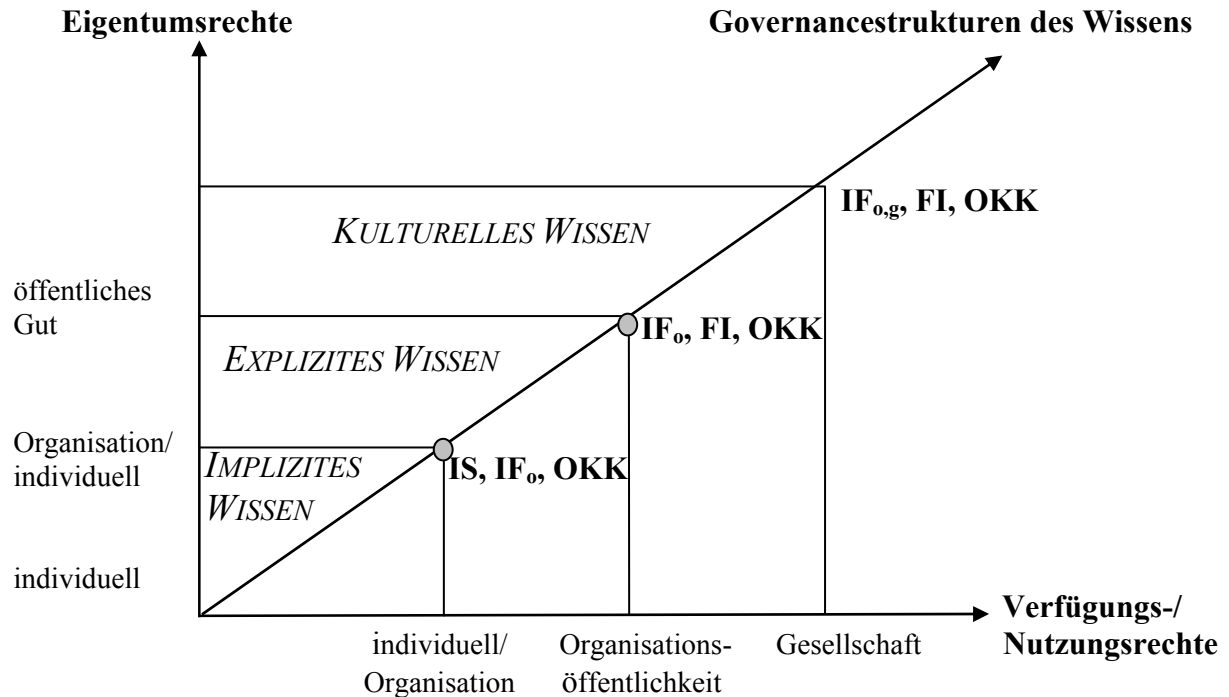 Eigentumsrechte
Governancestrukturen des Wissens
IFo,g, FI, OKK
KULTURELLES WISSEN
öffentliches
Gut
IFo, FI, OKK
EXPLIZITES WISSEN
Organisation/
individuell
IMPLIZITES
WISSEN
IS, IFo, OKK
individuell
Verfügungs-/
Nutzungsrechte
individuell/
Organisation
Organisations-
öffentlichkeit
Gesellschaft